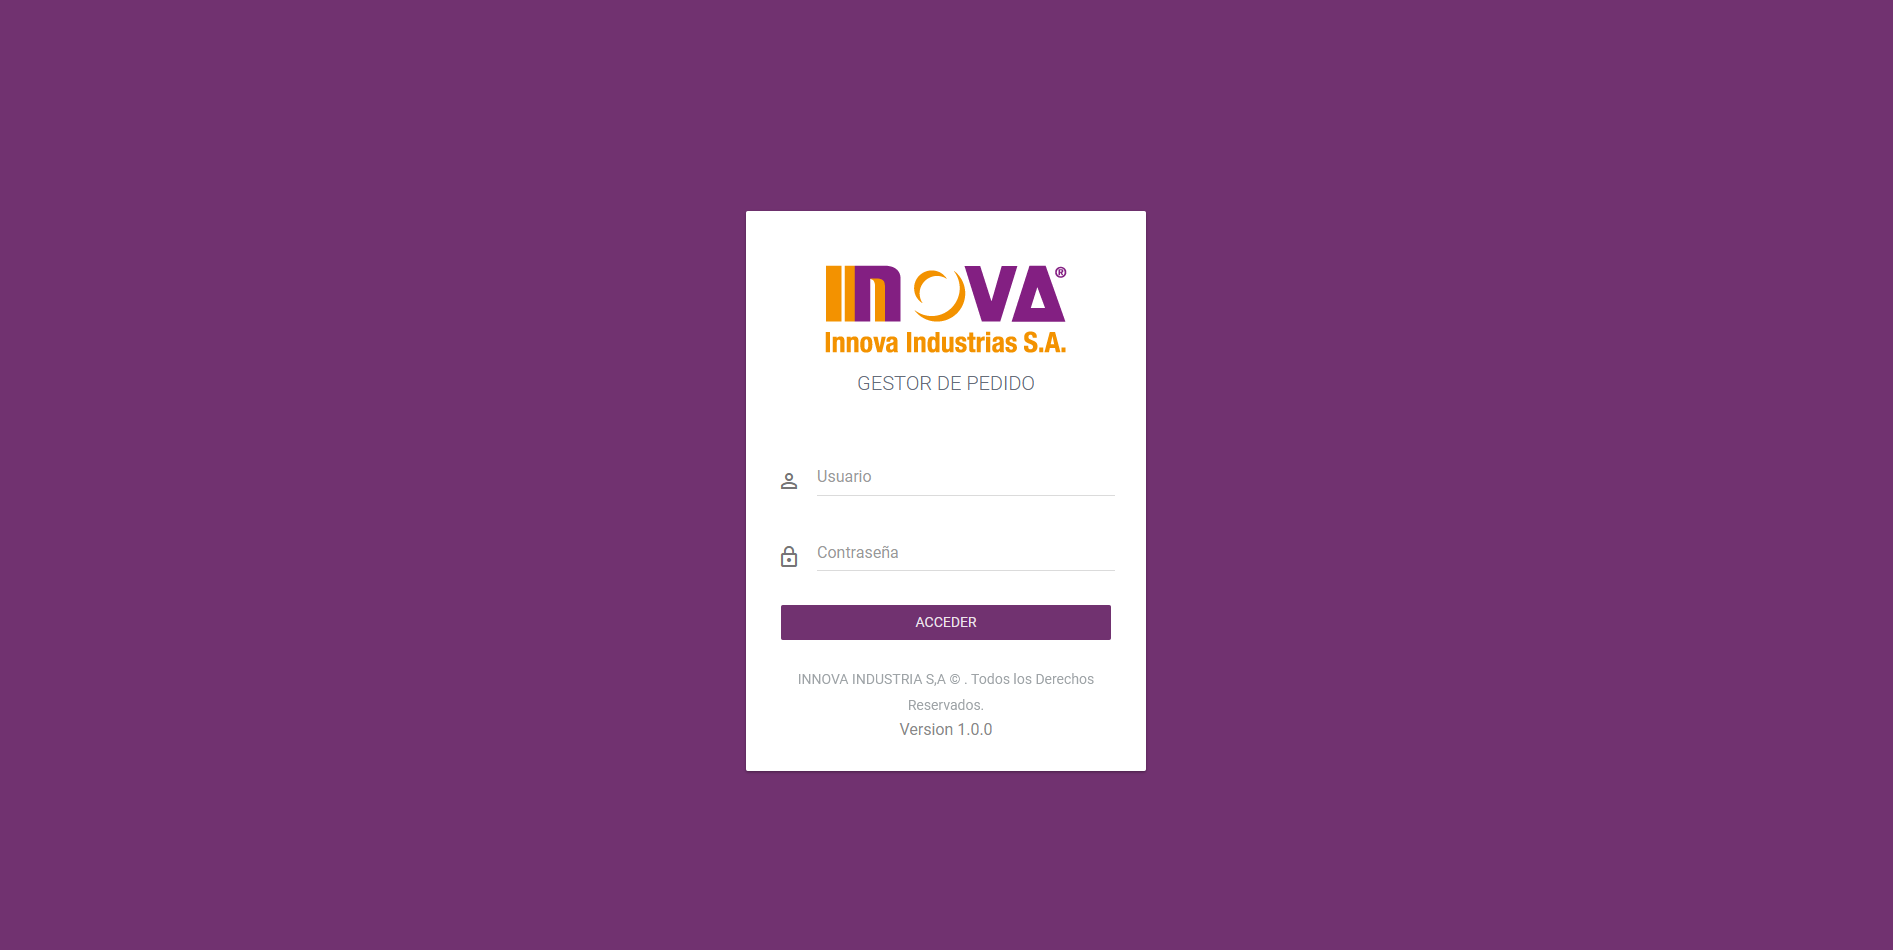 INNOVA®
Innova Industrias S.A.
GESTOR DE PEDIDO
Usuario
Contraseña
ACCEDER
INNOVA INDUSTRIA S,A © . Todos los Derechos
Reservados.
Version 1.0.0